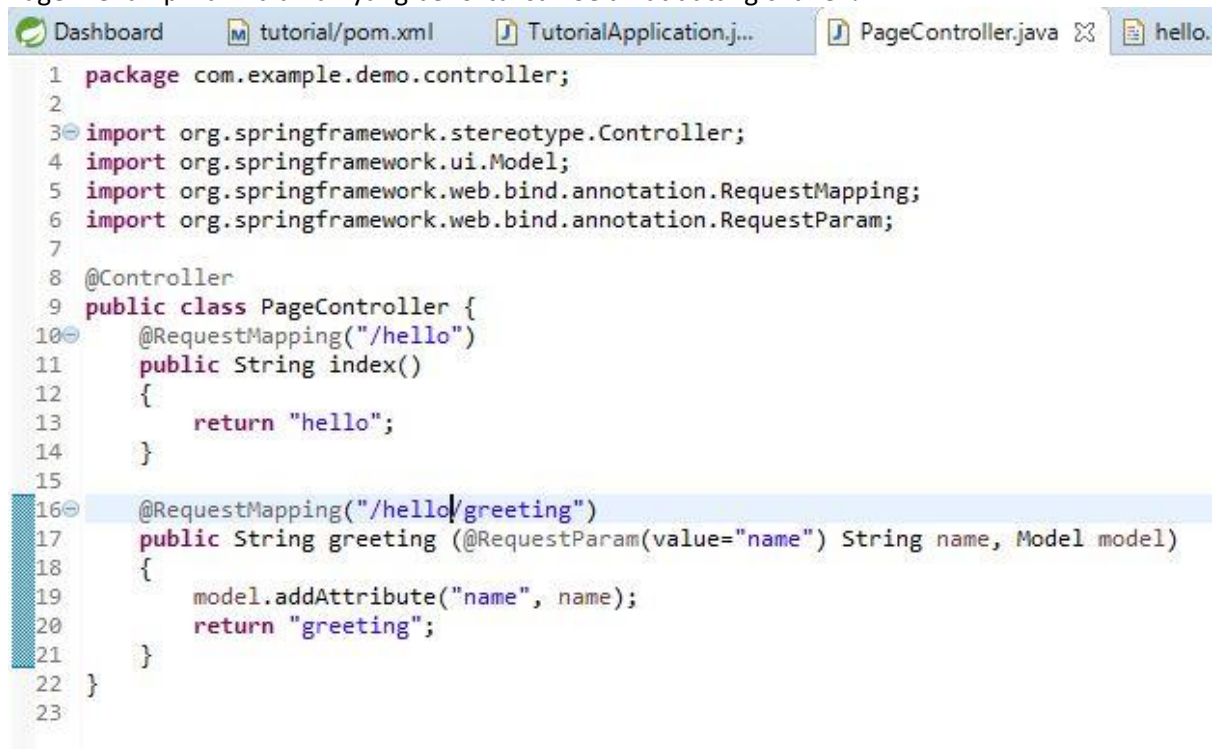 Dashboard tutorial/pom.xml TutorialApplication.j... PageController.java hello.
1 package com.example.demo.controller;
2
3 import org.springframework.stereotype.Controller;
4 import org.springframework.ui.Model;
5 import org.springframework.web.bind.annotation.RequestMapping;
6 import org.springframework.web.bind.annotation.RequestParam;
7
8 @Controller
9 public class PageController {
10 @RequestMapping("/hello")
11 public String index()
12 {
13 return "hello";
14 }
15
16 @RequestMapping("/hello/greeting")
17 public String greeting (@RequestParam(value="name") String name, Model model)
18 {
19 model.addAttribute("name", name);
20 return "greeting";
21 }
22 }
23